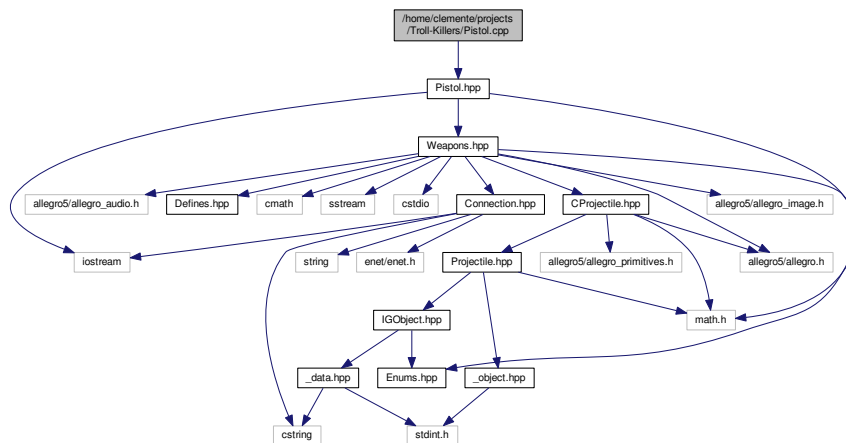 /home/clemente/projects
/Troll-Killers/Pistol.cpp
Pistol.hpp
Weapons.hpp
allegro5/allegro_audio.h
Defines.hpp
cmath
sstream
cstdio
Connection.hpp
CProjectile.hpp
allegro5/allegro_image.h
iostream
string
enet/enet.h
Projectile.hpp
allegro5/allegro_primitives.h
allegro5/allegro.h
IGObject.hpp
math.h
_data.hpp
Enums.hpp
_object.hpp
cstring
stdint.h